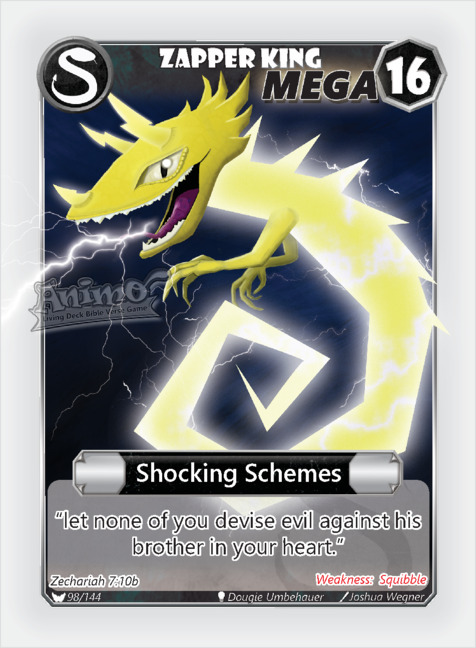 S
ZAPPER KING
MEGA
16
Animo2
Living Deck Bible Verse Game
Shocking Schemes
"let none of you devise evil against his
brother in your heart."
Zechariah 7:10b
Weakness: Squibble
98/144
Dougie Umbehauer
Joshua Wegner